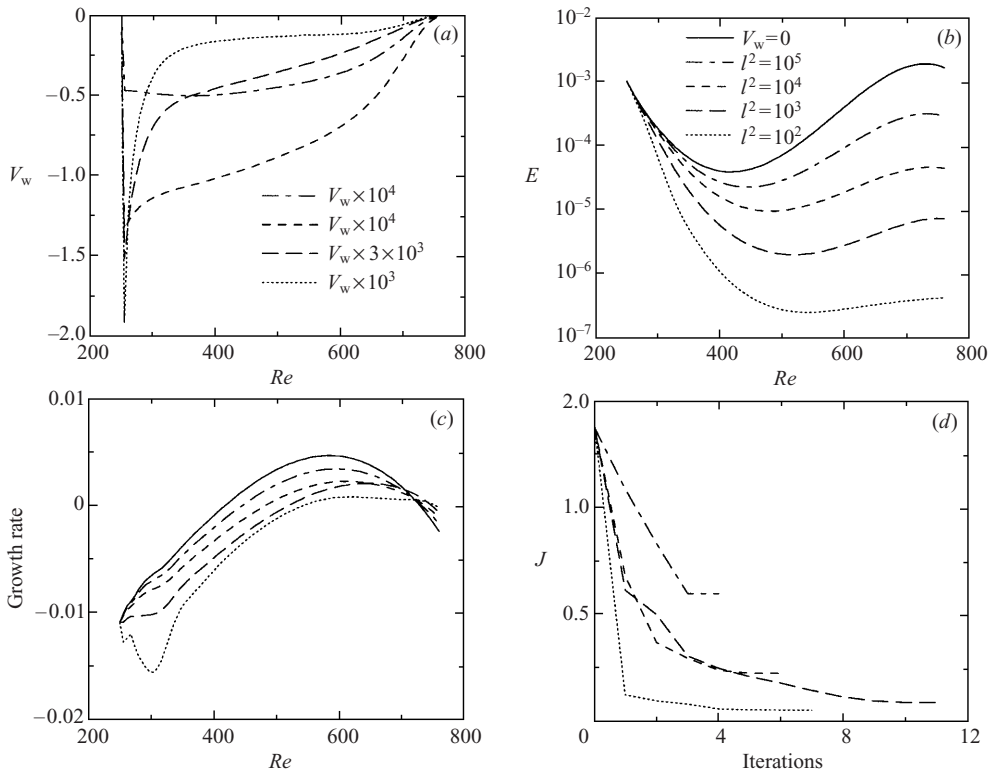 0
−0.5
−1.0
−1.5
−2.0
V_w
(a)
V_w × 10^4
V_w × 10^4
V_w × 3 × 10^3
V_w × 10^3
200
400
600
800
Re
10^−2
10^−3
10^−4
10^−5
10^−6
10^−7
E
(b)
V_w = 0
l^2 = 10^5
l^2 = 10^4
l^2 = 10^3
l^2 = 10^2
200
400
600
800
Re
0.01
0
−0.01
−0.02
Growth rate
(c)
200
400
600
800
Re
2.0
1.0
0.5
J
(d)
0
4
8
12
Iterations